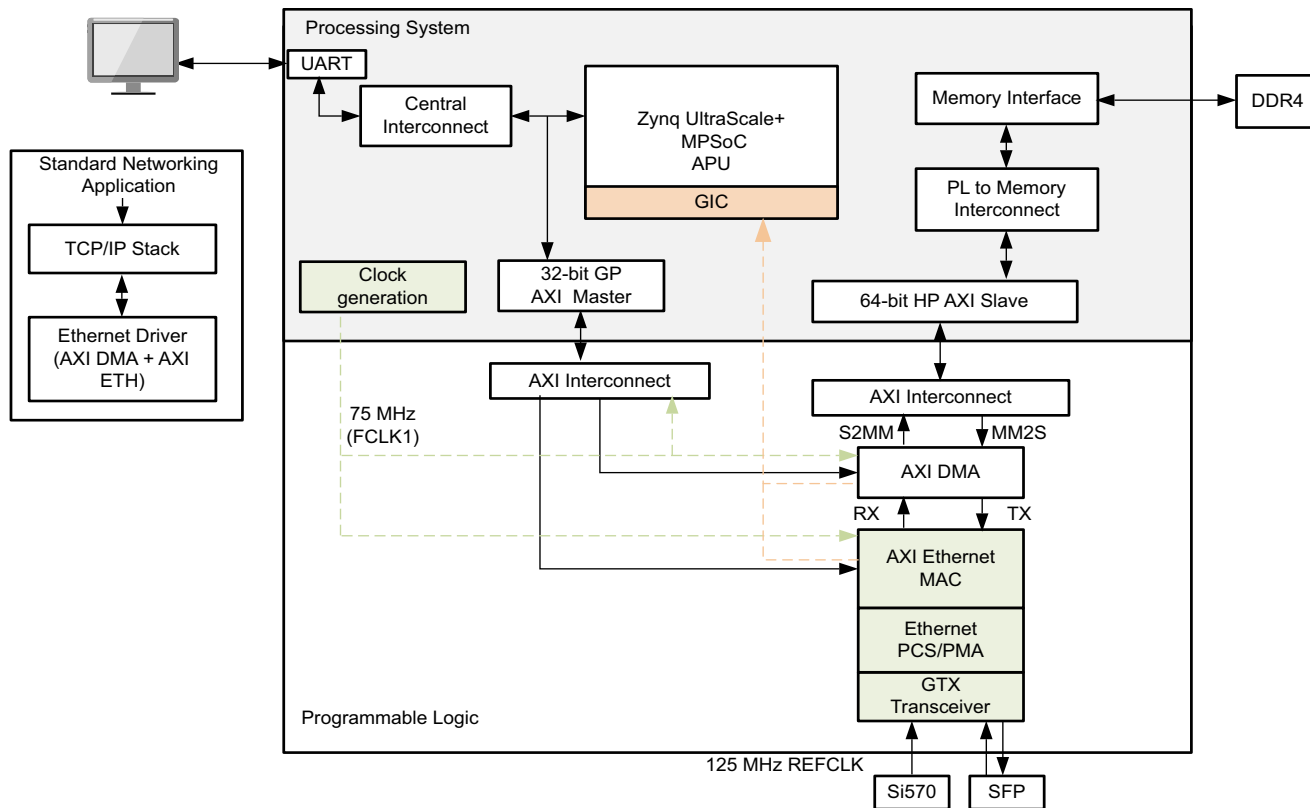 Processing System
UART
Central
Interconnect
Zynq UltraScale+
MPSoC
APU
GIC
Memory Interface
DDR4
PL to Memory
Interconnect
Standard Networking
Application
TCP/IP Stack
Ethernet Driver
(AXI DMA + AXI
ETH)
Clock
generation
32-bit GP
AXI Master
64-bit HP AXI Slave
AXI Interconnect
AXI Interconnect
75 MHz
(FCLK1)
S2MM
MM2S
AXI DMA
RX
TX
AXI Ethernet
MAC
Ethernet
PCS/PMA
GTX
Transceiver
Programmable Logic
125 MHz REFCLK
Si570
SFP